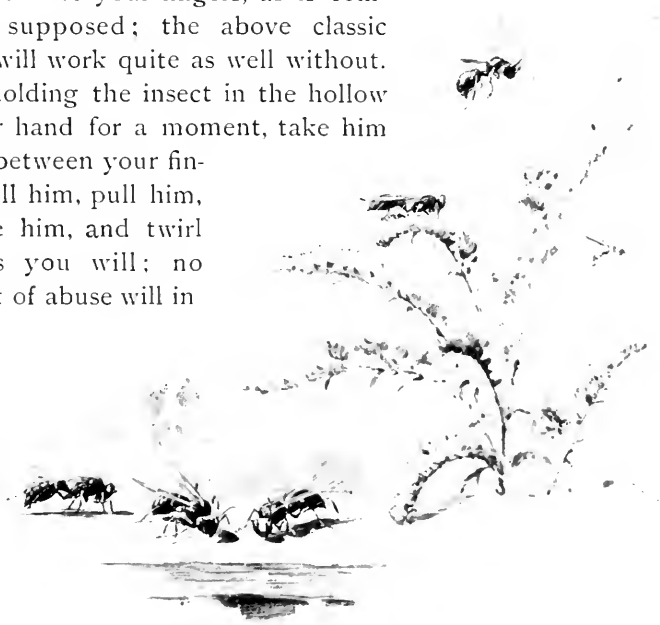 supposed; the above classic
will work quite as well without.
olding the insect in the hollow
hand for a moment, take him
between your fin-
ll him, pull him,
him, and twirl
you will; no
of abuse will in